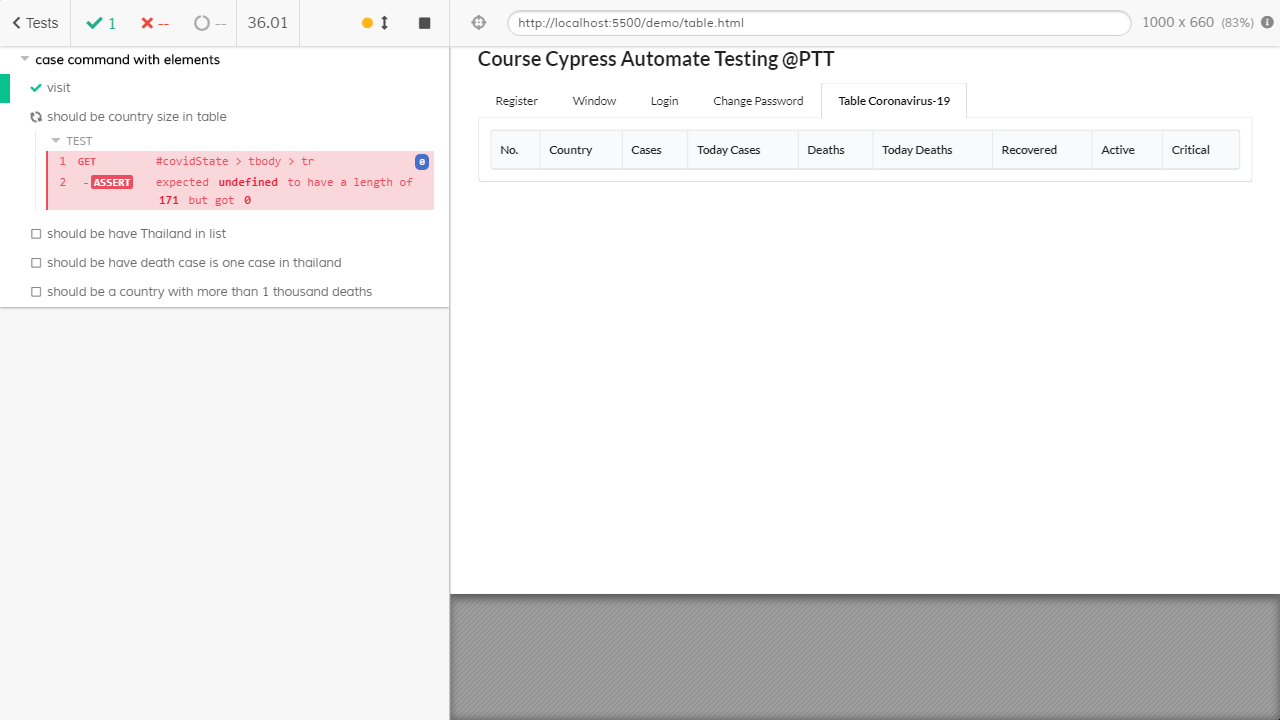 Tests
1
--
--
36.01
case command with elements
visit
should be country size in table
TEST
1 GET #covidState > tbody > tr 0
2 -ASSERT expected undefined to have a length of
171 but got 0
should be have Thailand in list
should be have death case is one case in thailand
should be a country with more than 1 thousand deaths
http://localhost:5500/demo/table.html
1000 x 660 (83%)
Course Cypress Automate Testing @PTT
Register Window Login Change Password Table Coronavirus-19
No. Country Cases Today Cases Deaths Today Deaths Recovered Active Critical